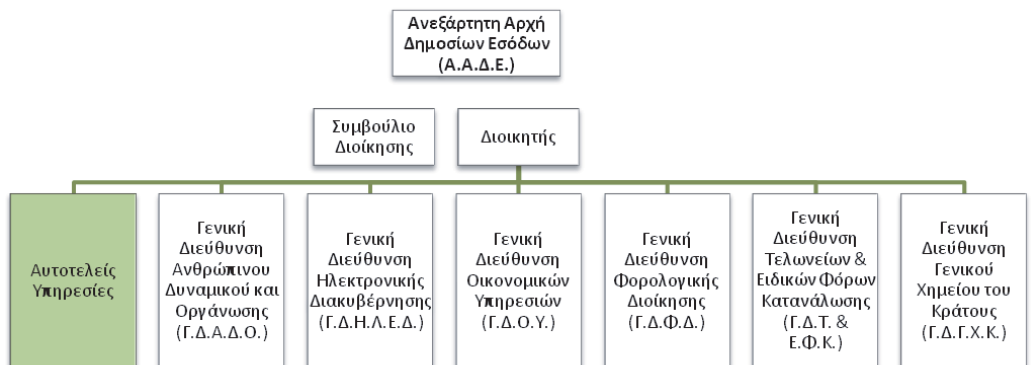 Ανεξάρτητη Αρχή
Δημοσίων Εσόδων
(Α.Α.Δ.Ε.)
Συμβούλιο
Διοίκησης
Διοικητής
Αυτοτελείς
Υπηρεσίες
Γενική
Διεύθυνση
Ανθρώπινου
Δυναμικού και
Οργάνωσης
(Γ.Δ.Α.Δ.Ο.)
Γενική
Διεύθυνση
Ηλεκτρονικής
Διακυβέρνησης
(Γ.Δ.Η.Λ.Ε.Δ.)
Γενική
Διεύθυνση
Οικονομικών
Υπηρεσιών
(Γ.Δ.Ο.Υ.)
Γενική
Διεύθυνση
Φορολογικής
Διοίκησης
(Γ.Δ.Φ.Δ.)
Γενική
Διεύθυνση
Τελωνείων &
Ειδικών Φόρων
Κατανάλωσης
(Γ.Δ.Τ. &
Ε.Φ.Κ.)
Γενική
Διεύθυνση
Γενικού
Χημείου του
Κράτους
(Γ.Δ.Γ.Χ.Κ.)